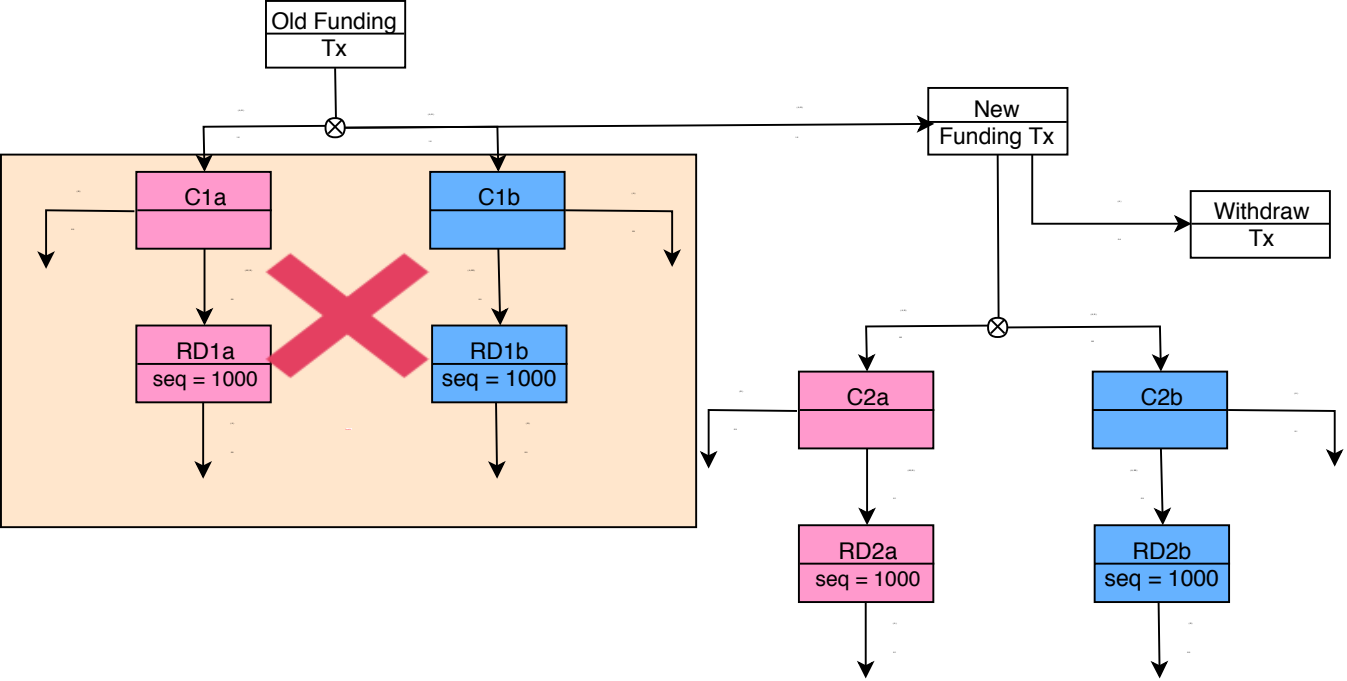 Old Funding
Tx
New
Funding Tx
C1a
C1b
Withdraw
Tx
RD1a
seq = 1000
RD1b
seq = 1000
C2a
C2b
RD2a
seq = 1000
RD2b
seq = 1000